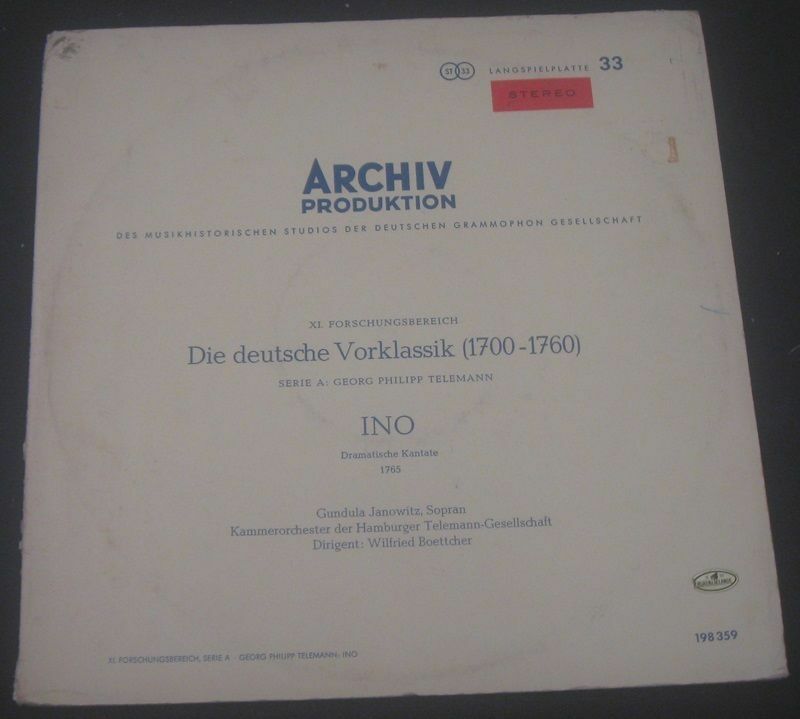 ST 33 LANGSPIELPLATTE 33
STEREO
ARCHIV
PRODUKTION
DES MUSIKHISTORISCHEN STUDIOS DER DEUTSCHEN GRAMMOPHON GESELLSCHAFT
XI. FORSCHUNGSBEREICH
Die deutsche Vorklassik (1700-1760)
SERIE A: GEORG PHILIPP TELEMANN
INO
Dramatische Kantate
1765
Gundula Janowitz, Sopran
Kammerorchester der Hamburger Telemann-Gesellschaft
Dirigent: Wilfried Boettcher
198 359
XI. FORSCHUNGSBEREICH, SERIE A · GEORG PHILIPP TELEMANN: INO